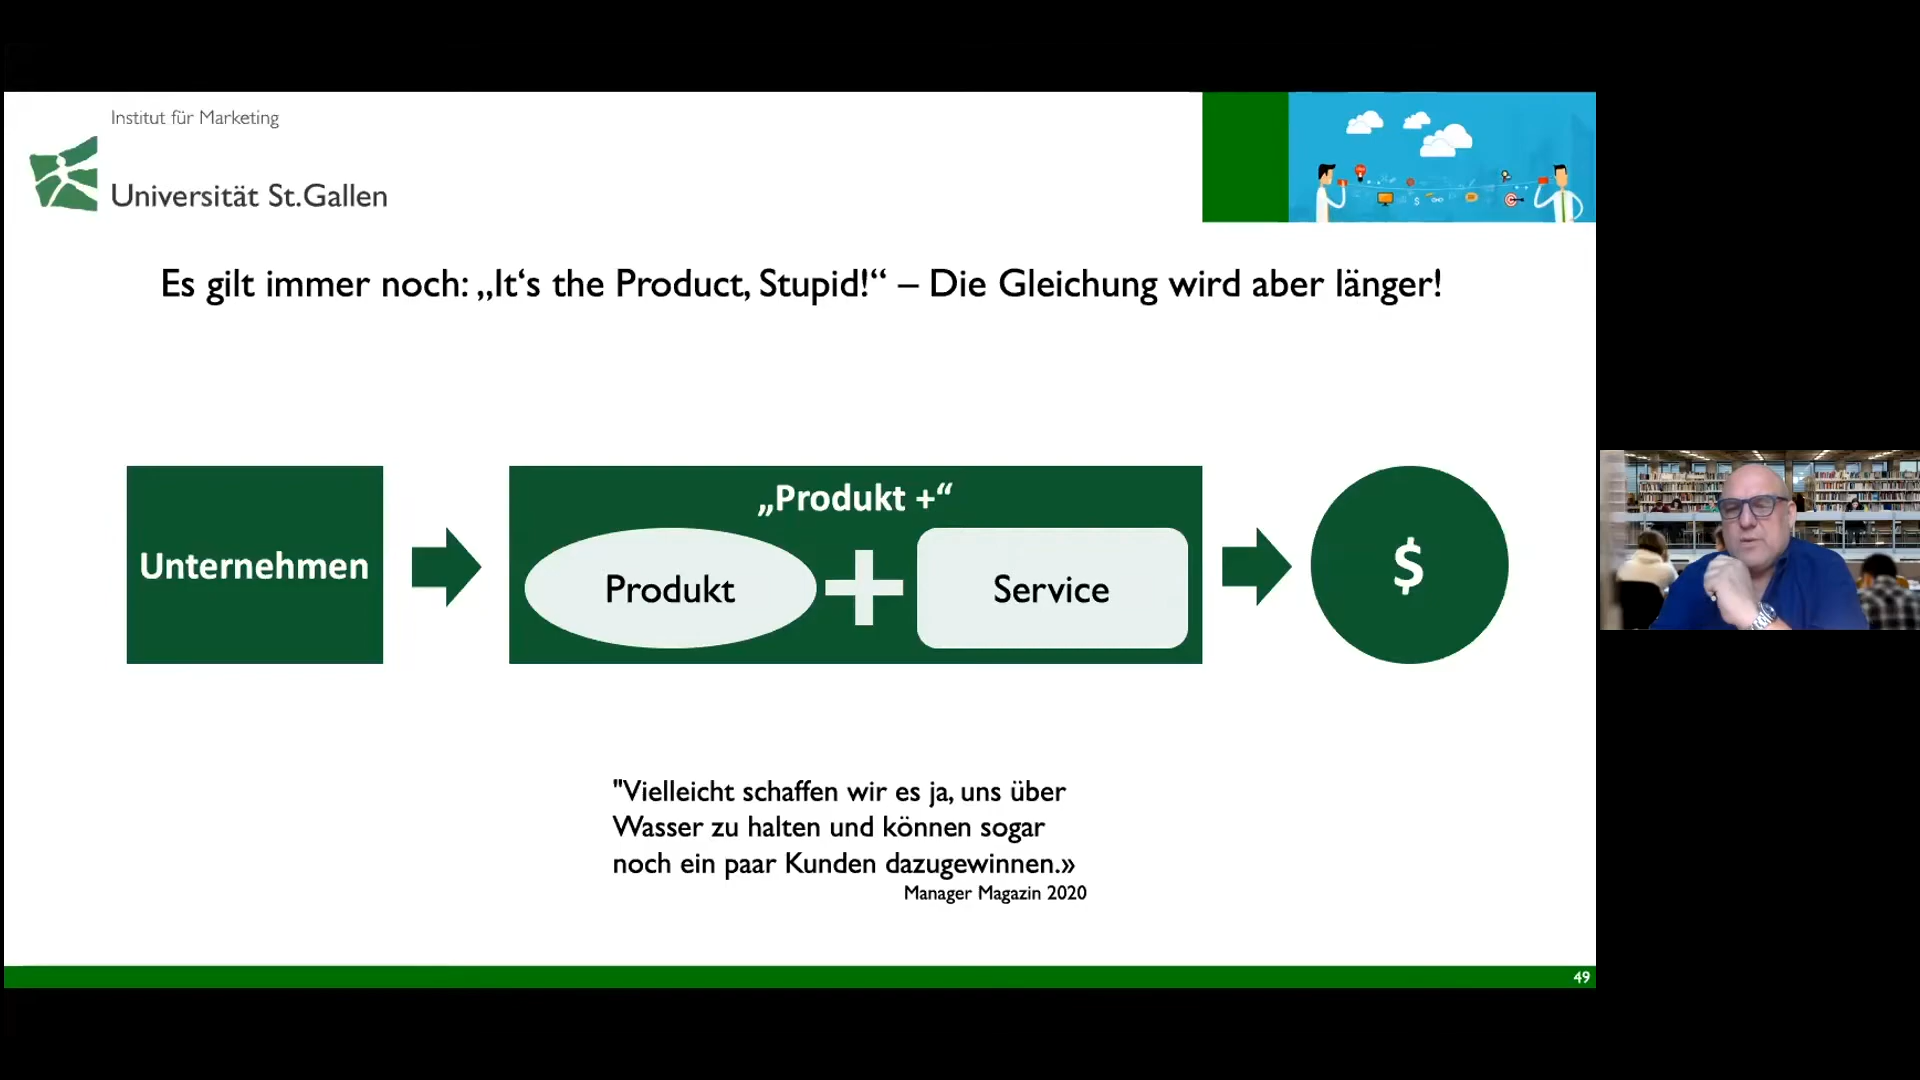 Institut für Marketing
Universität St.Gallen
Es gilt immer noch: „It‘s the Product, Stupid!“ – Die Gleichung wird aber länger!
Unternehmen
„Produkt +“
Produkt
Service
$
"Vielleicht schaffen wir es ja, uns über
Wasser zu halten und können sogar
noch ein paar Kunden dazugewinnen.»
Manager Magazin 2020
49